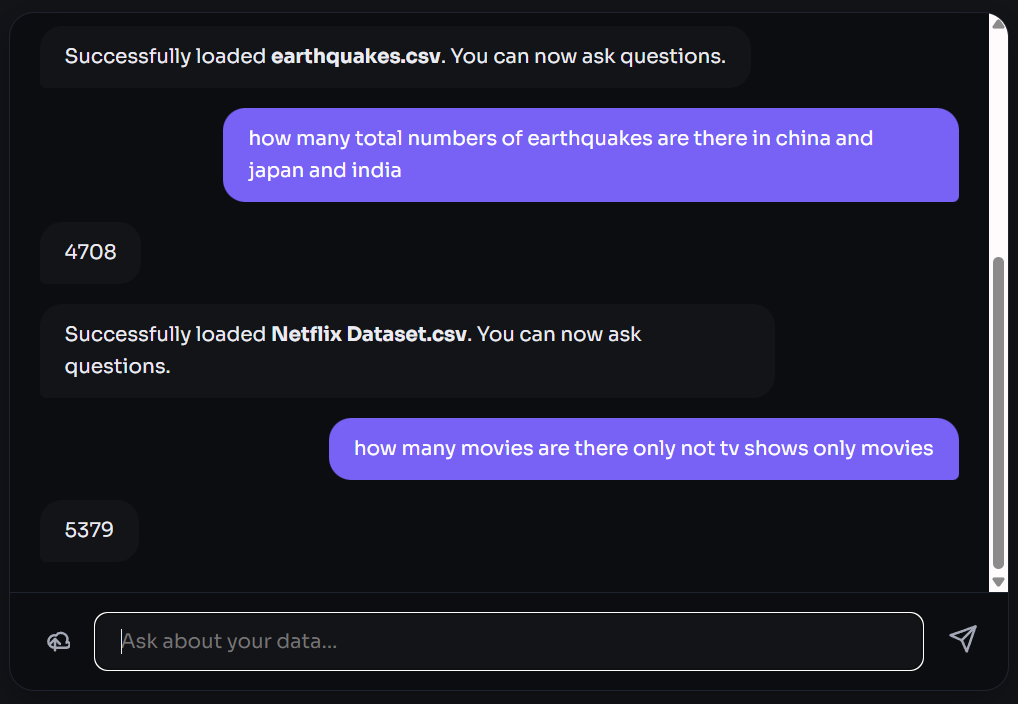 Successfully loaded earthquakes.csv. You can now ask questions.
how many total numbers of earthquakes are there in china and
japan and india
4708
Successfully loaded Netflix Dataset.csv. You can now ask
questions.
how many movies are there only not tv shows only movies
5379
Ask about your data...